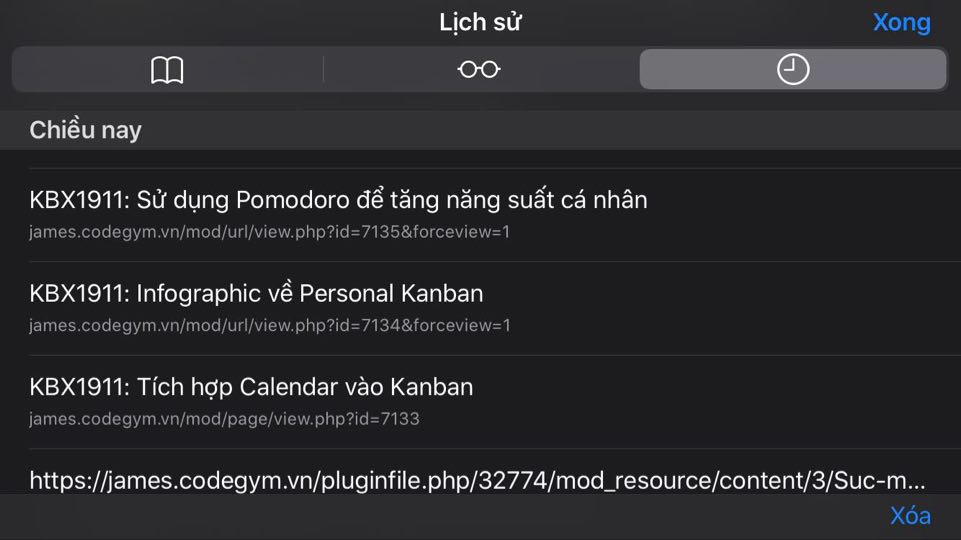 Lịch sử
Xong
Chiều nay
KBX1911: Sử dụng Pomodoro để tăng năng suất cá nhân
james.codegym.vn/mod/url/view.php?id=7135&forceview=1
KBX1911: Infographic về Personal Kanban
james.codegym.vn/mod/url/view.php?id=7134&forceview=1
KBX1911: Tích hợp Calendar vào Kanban
james.codegym.vn/mod/page/view.php?id=7133
https://james.codegym.vn/pluginfile.php/32774/mod_resource/content/3/Suc-m...
Xóa